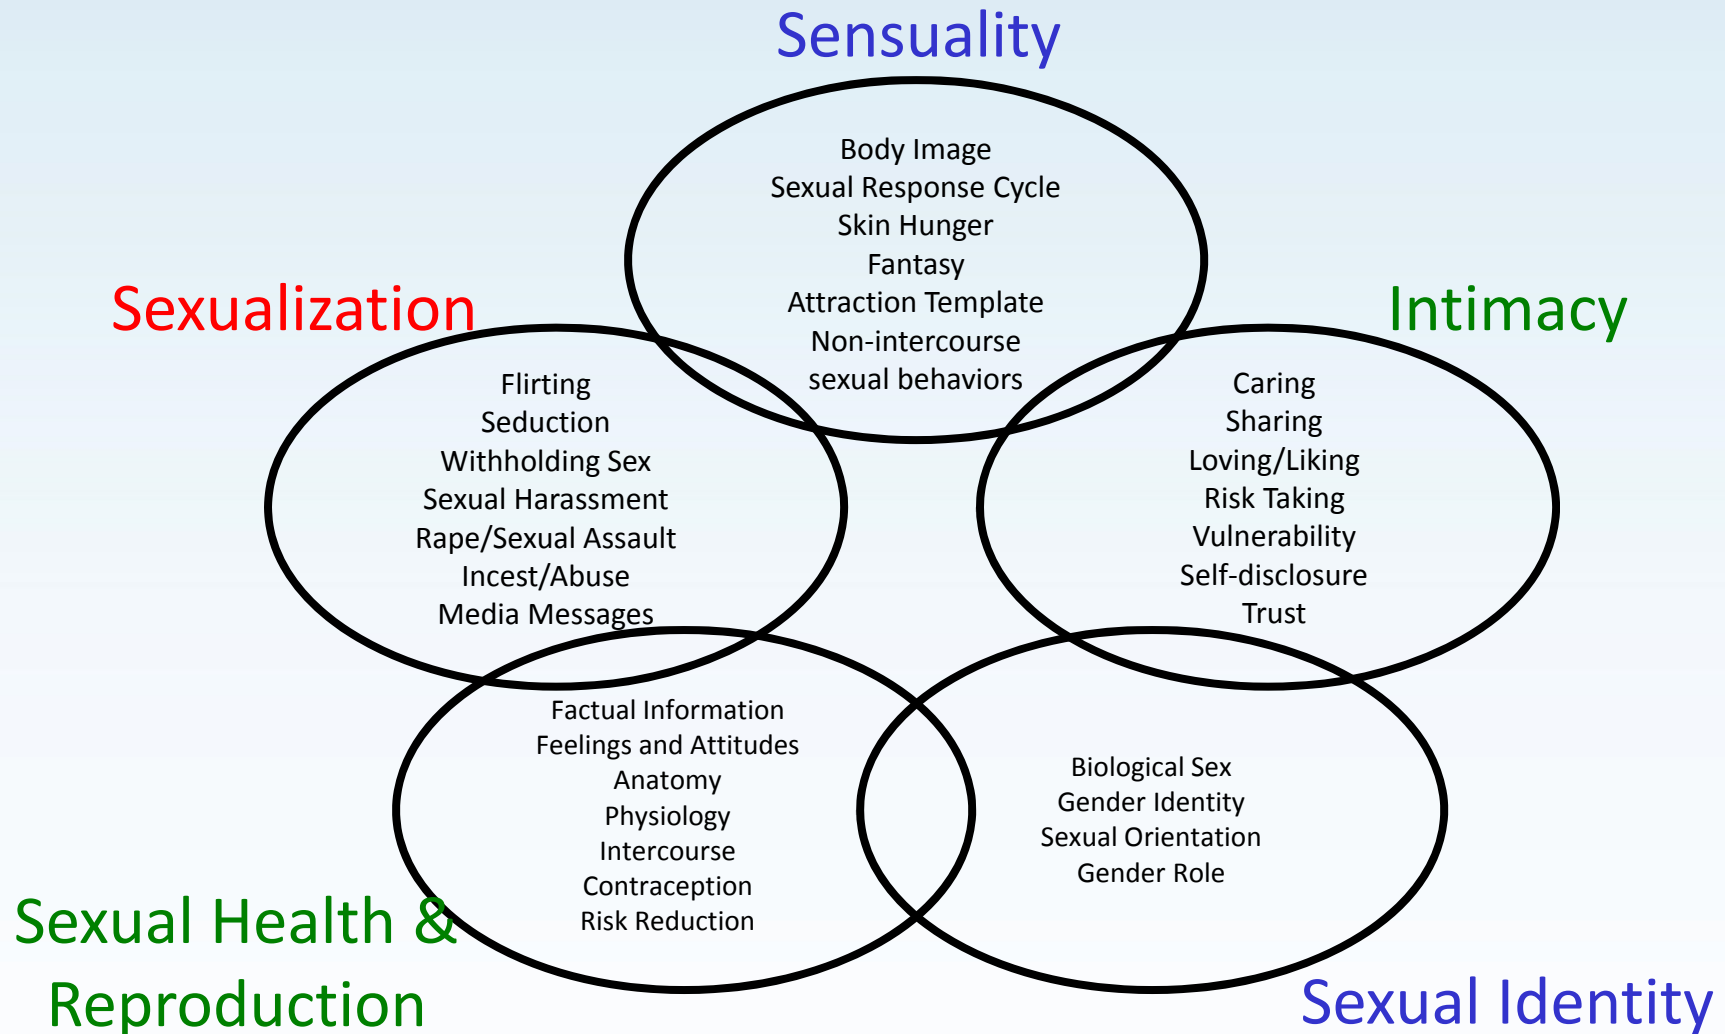 Sensuality
Body Image
Sexual Response Cycle
Skin Hunger
Fantasy
Attraction Template
Non-intercourse
sexual behaviors
Sexualization
Flirting
Seduction
Withholding Sex
Sexual Harassment
Rape/Sexual Assault
Incest/Abuse
Media Messages
Intimacy
Caring
Sharing
Loving/Liking
Risk Taking
Vulnerability
Self-disclosure
Trust
Factual Information
Feelings and Attitudes
Anatomy
Physiology
Intercourse
Contraception
Risk Reduction
Sexual Health &
Reproduction
Biological Sex
Gender Identity
Sexual Orientation
Gender Role
Sexual Identity